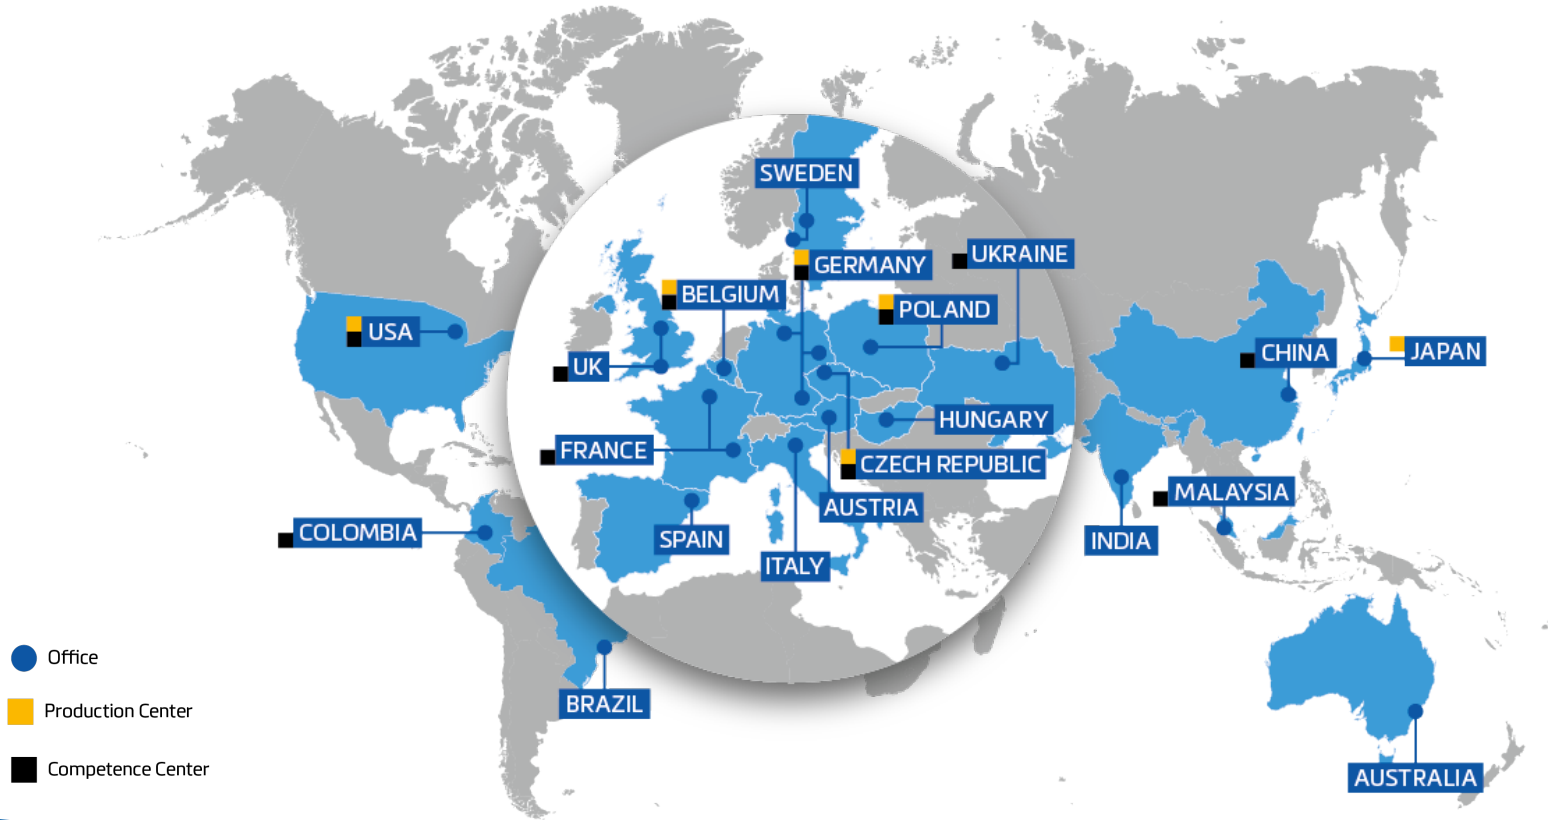 SWEDEN
UKRAINE
GERMANY
BELGIUM
POLAND
USA
UK
CHINA
JAPAN
HUNGARY
FRANCE
CZECH REPUBLIC
MALAYSIA
AUSTRIA
COLOMBIA
SPAIN
INDIA
ITALY
Office
BRAZIL
Production Center
Competence Center
AUSTRALIA